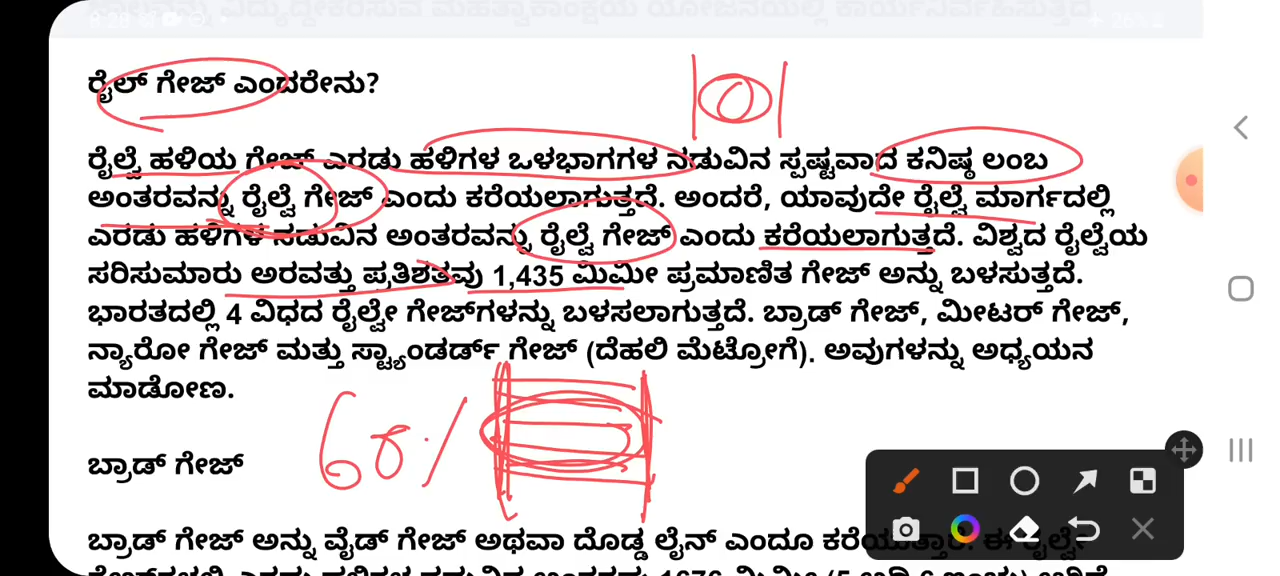 ರೈಲ್ ಗೇಜ್ ಎಂದರೇನು?
ರೈಲ್ವೆ ಹಳಿಯ ಗೇಜ್ ಎರಡು ಹಳಿಗಳ ಒಳಭಾಗಗಳ ನಡುವಿನ ಸ್ಪಷ್ಟವಾದ ಕನಿಷ್ಠ ಲಂಬ
ಅಂತರವನ್ನು ರೈಲ್ವೆ ಗೇಜ್ ಎಂದು ಕರೆಯಲಾಗುತ್ತದೆ. ಅಂದರೆ, ಯಾವುದೇ ರೈಲ್ವೆ ಮಾರ್ಗದಲ್ಲಿ
ಎರಡು ಹಳಿಗಳ ನಡುವಿನ ಅಂತರವನ್ನು ರೈಲ್ವೆ ಗೇಜ್ ಎಂದು ಕರೆಯಲಾಗುತ್ತದೆ. ವಿಶ್ವದ ರೈಲ್ವೆಯ
ಸರಿಸುಮಾರು ಅರವತ್ತು ಪ್ರತಿಶತವು 1,435 ಮಿಮೀ ಪ್ರಮಾಣಿತ ಗೇಜ್ ಅನ್ನು ಬಳಸುತ್ತದೆ.
ಭಾರತದಲ್ಲಿ 4 ವಿಧದ ರೈಲ್ವೇ ಗೇಜ್‌ಗಳನ್ನು ಬಳಸಲಾಗುತ್ತದೆ. ಬ್ರಾಡ್ ಗೇಜ್, ಮೀಟರ್ ಗೇಜ್,
ನ್ಯಾರೋ ಗೇಜ್ ಮತ್ತು ಸ್ಟ್ಯಾಂಡರ್ಡ್ ಗೇಜ್ (ದೆಹಲಿ ಮೆಟ್ರೋಗೆ). ಅವುಗಳನ್ನು ಅಧ್ಯಯನ
ಮಾಡೋಣ.
60%
ಬ್ರಾಡ್ ಗೇಜ್
ಬ್ರಾಡ್ ಗೇಜ್ ಅನ್ನು ವೈಡ್ ಗೇಜ್ ಅಥವಾ ದೊಡ್ಡ ಲೈನ್ ಎಂದೂ